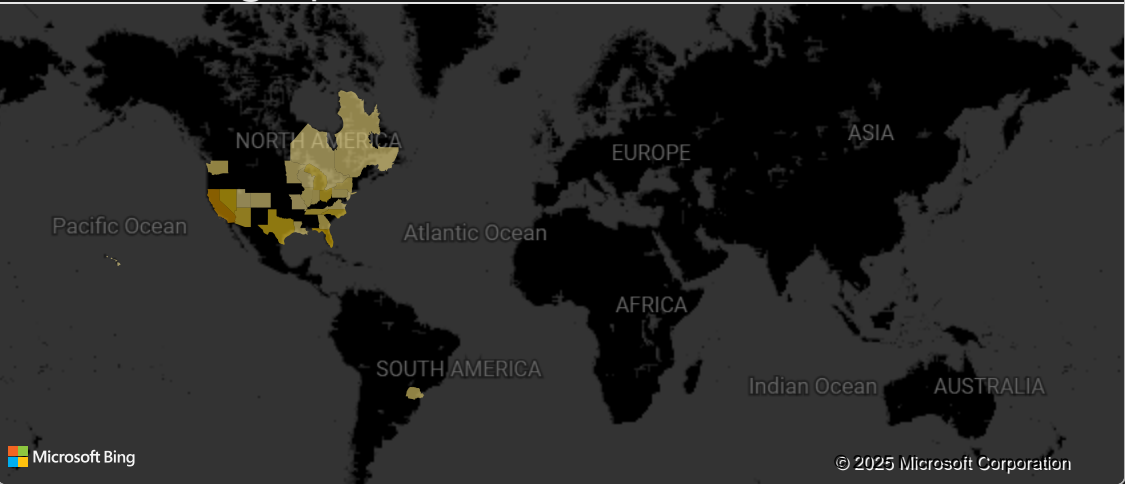 NORTH AMERICA
ASIA
EUROPE
Pacific Ocean
Atlantic Ocean
AFRICA
SOUTH AMERICA
Indian Ocean
AUSTRALIA
Microsoft Bing
© 2025 Microsoft Corporation